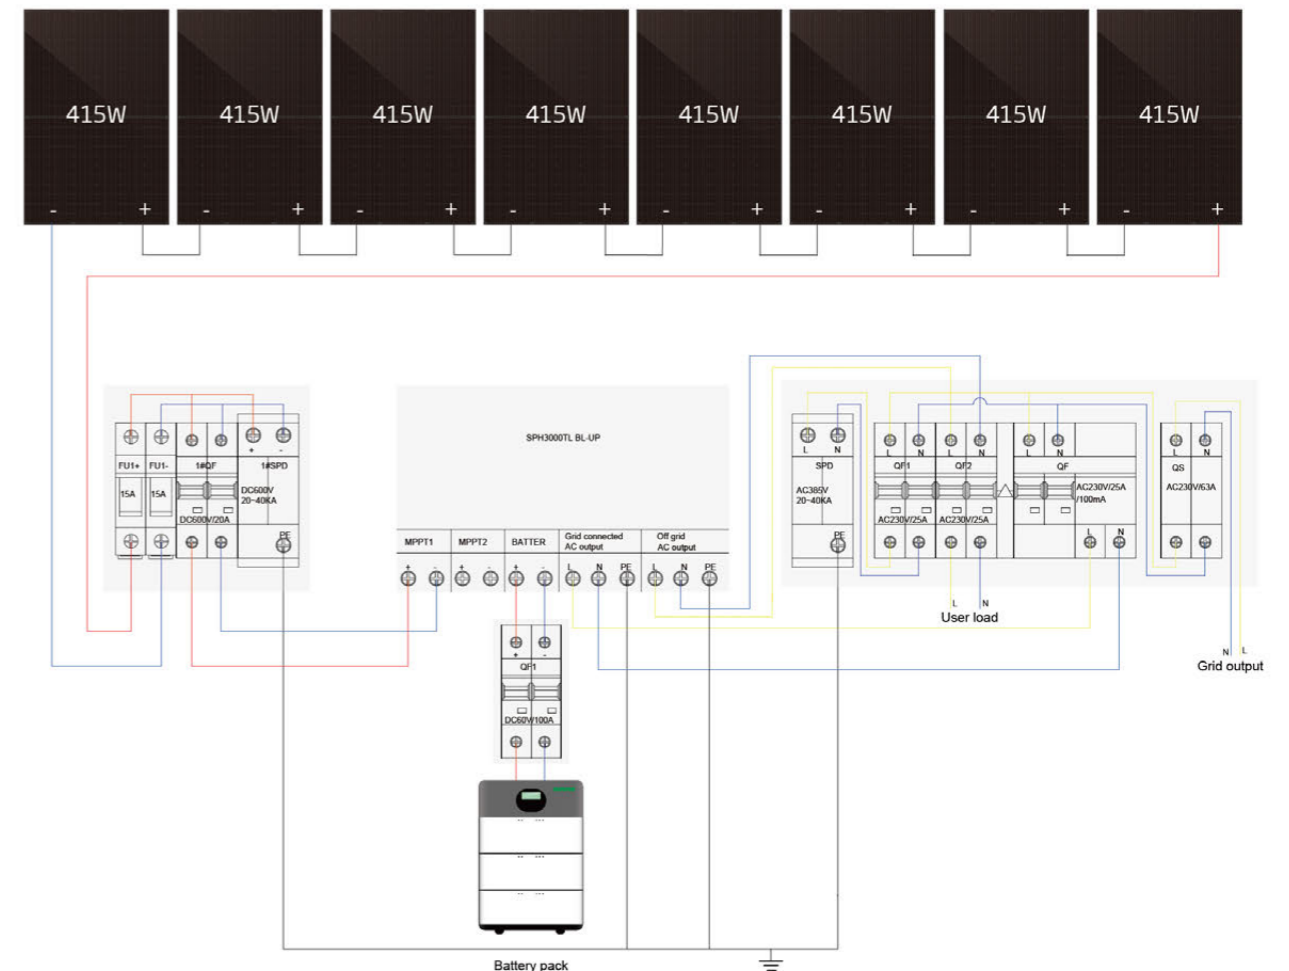 415W 415W 415W 415W 415W 415W 415W 415W
- + - + - + - + - + - + - + - +
+ -
FU1+ FU1- 1#QF 1#SPD
15A 15A
DC600V
20~40KA
DC600V/20A
PE
SPH3000TL BL-UP
MPPT1 MPPT2 BATTER
Grid connected
AC output
Off grid
AC output
+ - + - L N PE L N PE
+ -
QF1
DC60V/100A
Battery pack
L N L N L N L N L N
SPD QF1 QF2 QF QS
AC385V
20~40KA
AC230V/25A
/100mA
AC230V/63A
AC230V/25A AC230V/25A
PE
L N
L N
User load
N L
Grid output